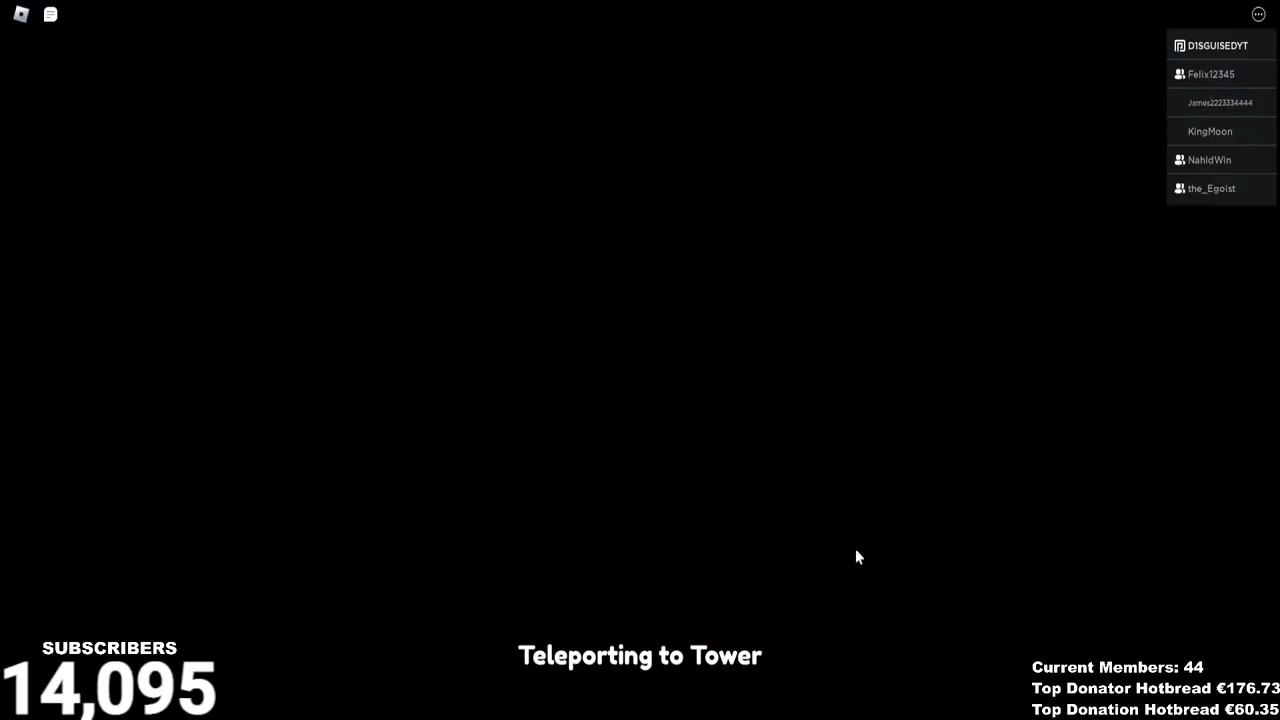 D1SGUISEDYT
Felix12345
James2223334444
KingMoon
NahIdWin
the_Egoist
SUBSCRIBERS
14,095
Teleporting to Tower
Current Members: 44
Top Donator Hotbread €176.73
Top Donation Hotbread €60.35